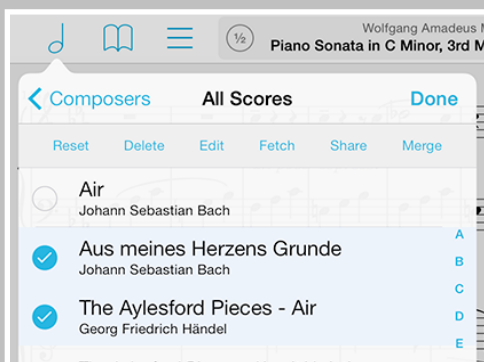 ½
Wolfgang Amadeus
Piano Sonata in C Minor, 3rd M
Composers
All Scores
Done
Reset
Delete
Edit
Fetch
Share
Merge
Air
Johann Sebastian Bach
Aus meines Herzens Grunde
Johann Sebastian Bach
The Aylesford Pieces - Air
Georg Friedrich Händel
A
B
C
D
E